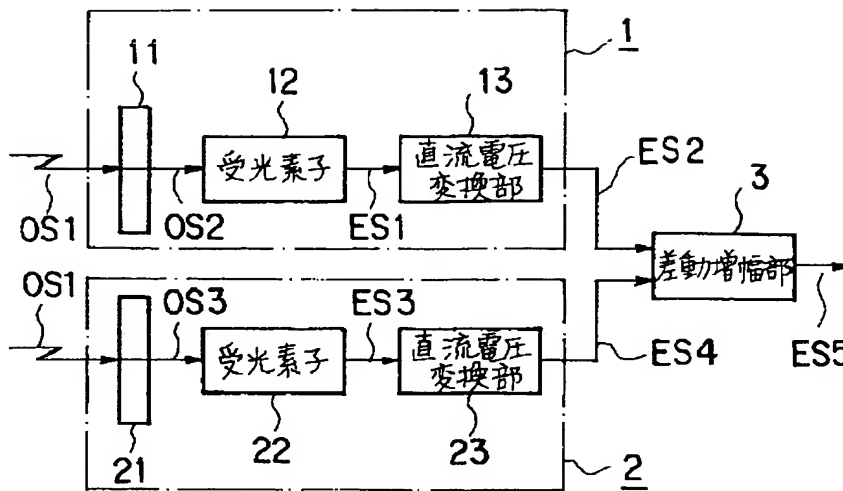 11
12
13
1
受光素子
直流電圧
変換部
OS1
OS2
ES1
ES2
3
差動増幅部
OS1
OS3
ES3
受光素子
直流電圧
変換部
ES4
ES5
21
22
23
2